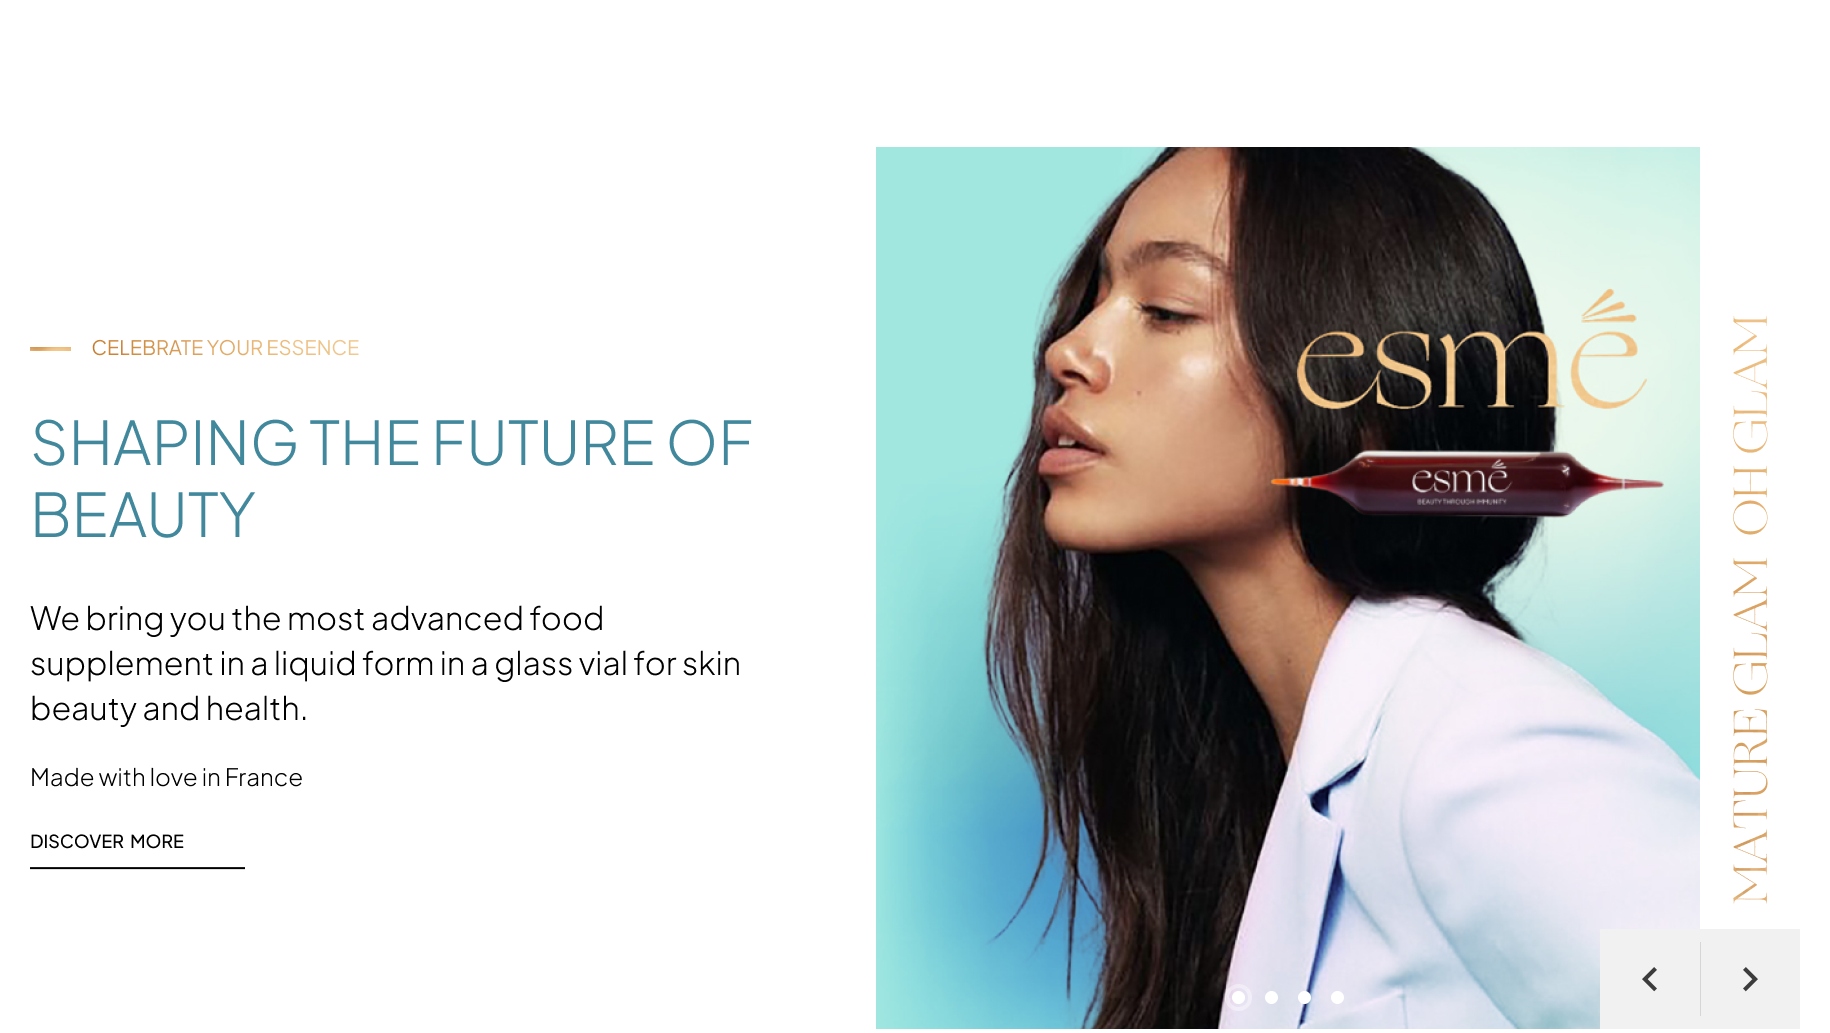 CELEBRATE YOUR ESSENCE
SHAPING THE FUTURE OF
BEAUTY
We bring you the most advanced food
supplement in a liquid form in a glass vial for skin
beauty and health.
Made with love in France
DISCOVER MORE
esmé
esmé
BEAUTY THROUGH IMMUNITY
MATURE GLAM OH GLAM